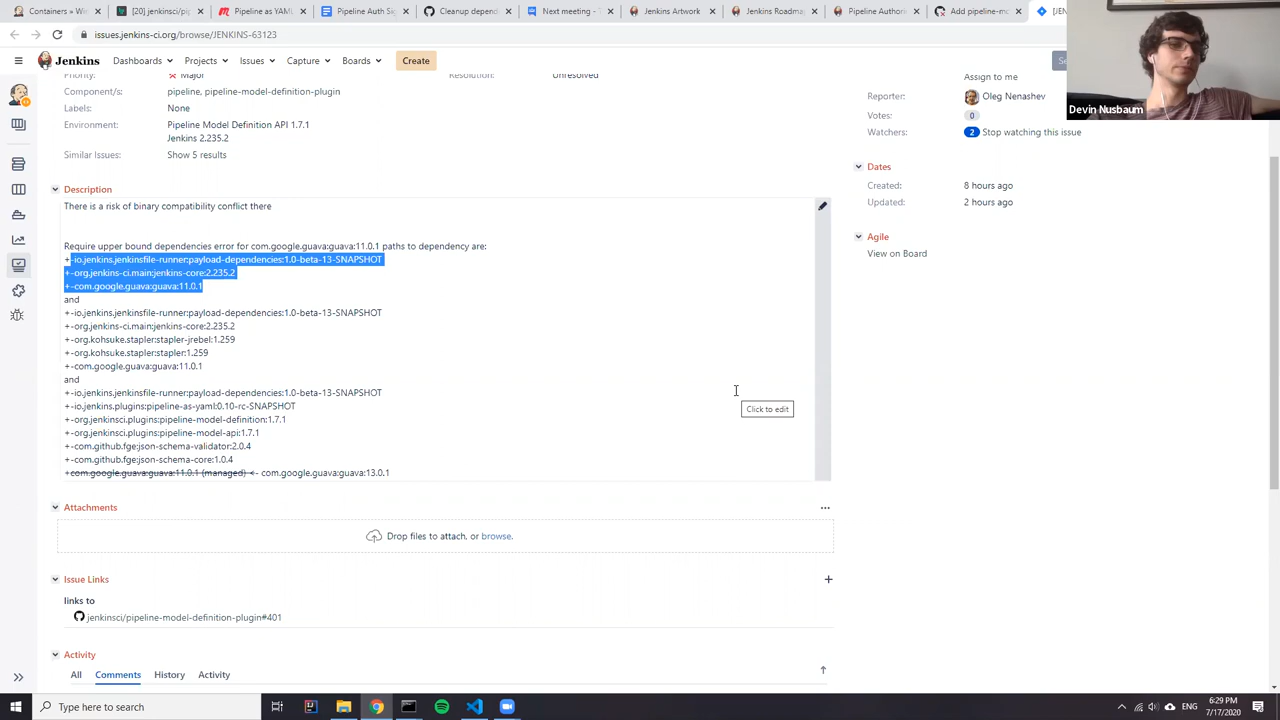 Containers » Wee
[JENKINS-63123
jenkinsci/pip
Pipeline as YAML
Pipeline Auth Sig
Cleanup depende
Next meeting - 
Jenkins Artwork
Jenkins Roadma
Pipeline Author
Add pipeline-mo
[JEN
issues.jenkins-ci.org/browse/JENKINS-63123
Jenkins
Dashboards
Projects
Issues
Capture
Boards
Create
Se
Devin Nusbaum
Priority:
Major
Resolution:
Unresolved
Component/s:
pipeline, pipeline-model-definition-plugin
Labels:
None
Environment:
Pipeline Model Definition API 1.7.1
Jenkins 2.235.2
Similar Issues:
Show 5 results
Assign to me
Reporter:
Oleg Nenashev
Votes:
0
Watchers:
2 Stop watching this issue
Description
There is a risk of binary compatibility conflict there
Require upper bound dependencies error for com.google.guava:guava:11.0.1 paths to dependency are:
+-io.jenkins.jenkinsfile-runner:payload-dependencies:1.0-beta-13-SNAPSHOT
+-org.jenkins-ci.main:jenkins-core:2.235.2
+-com.google.guava:guava:11.0.1
and
+-io.jenkins.jenkinsfile-runner:payload-dependencies:1.0-beta-13-SNAPSHOT
+-org.jenkins-ci.main:jenkins-core:2.235.2
+-org.kohsuke.stapler:stapler-jrebel:1.259
+-org.kohsuke.stapler:stapler:1.259
+-com.google.guava:guava:11.0.1
and
+-io.jenkins.jenkinsfile-runner:payload-dependencies:1.0-beta-13-SNAPSHOT
+-io.jenkins.plugins:pipeline-as-yaml:0.10-rc-SNAPSHOT
+-org.jenkinsci.plugins:pipeline-model-definition:1.7.1
+-org.jenkinsci.plugins:pipeline-model-api:1.7.1
+-com.github.fge:json-schema-validator:2.0.4
+-com.github.fge:json-schema-core:1.0.4
+com.google.guava:guava:11.0.1 (managed) <- com.google.guava:guava:13.0.1
Click to edit
Dates
Created:
8 hours ago
Updated:
2 hours ago
Agile
View on Board
Attachments
Drop files to attach, or browse.
Issue Links
links to
jenkinsci/pipeline-model-definition-plugin#401
Activity
All
Comments
History
Activity
Type here to search
ENG
6:29 PM
7/17/2020